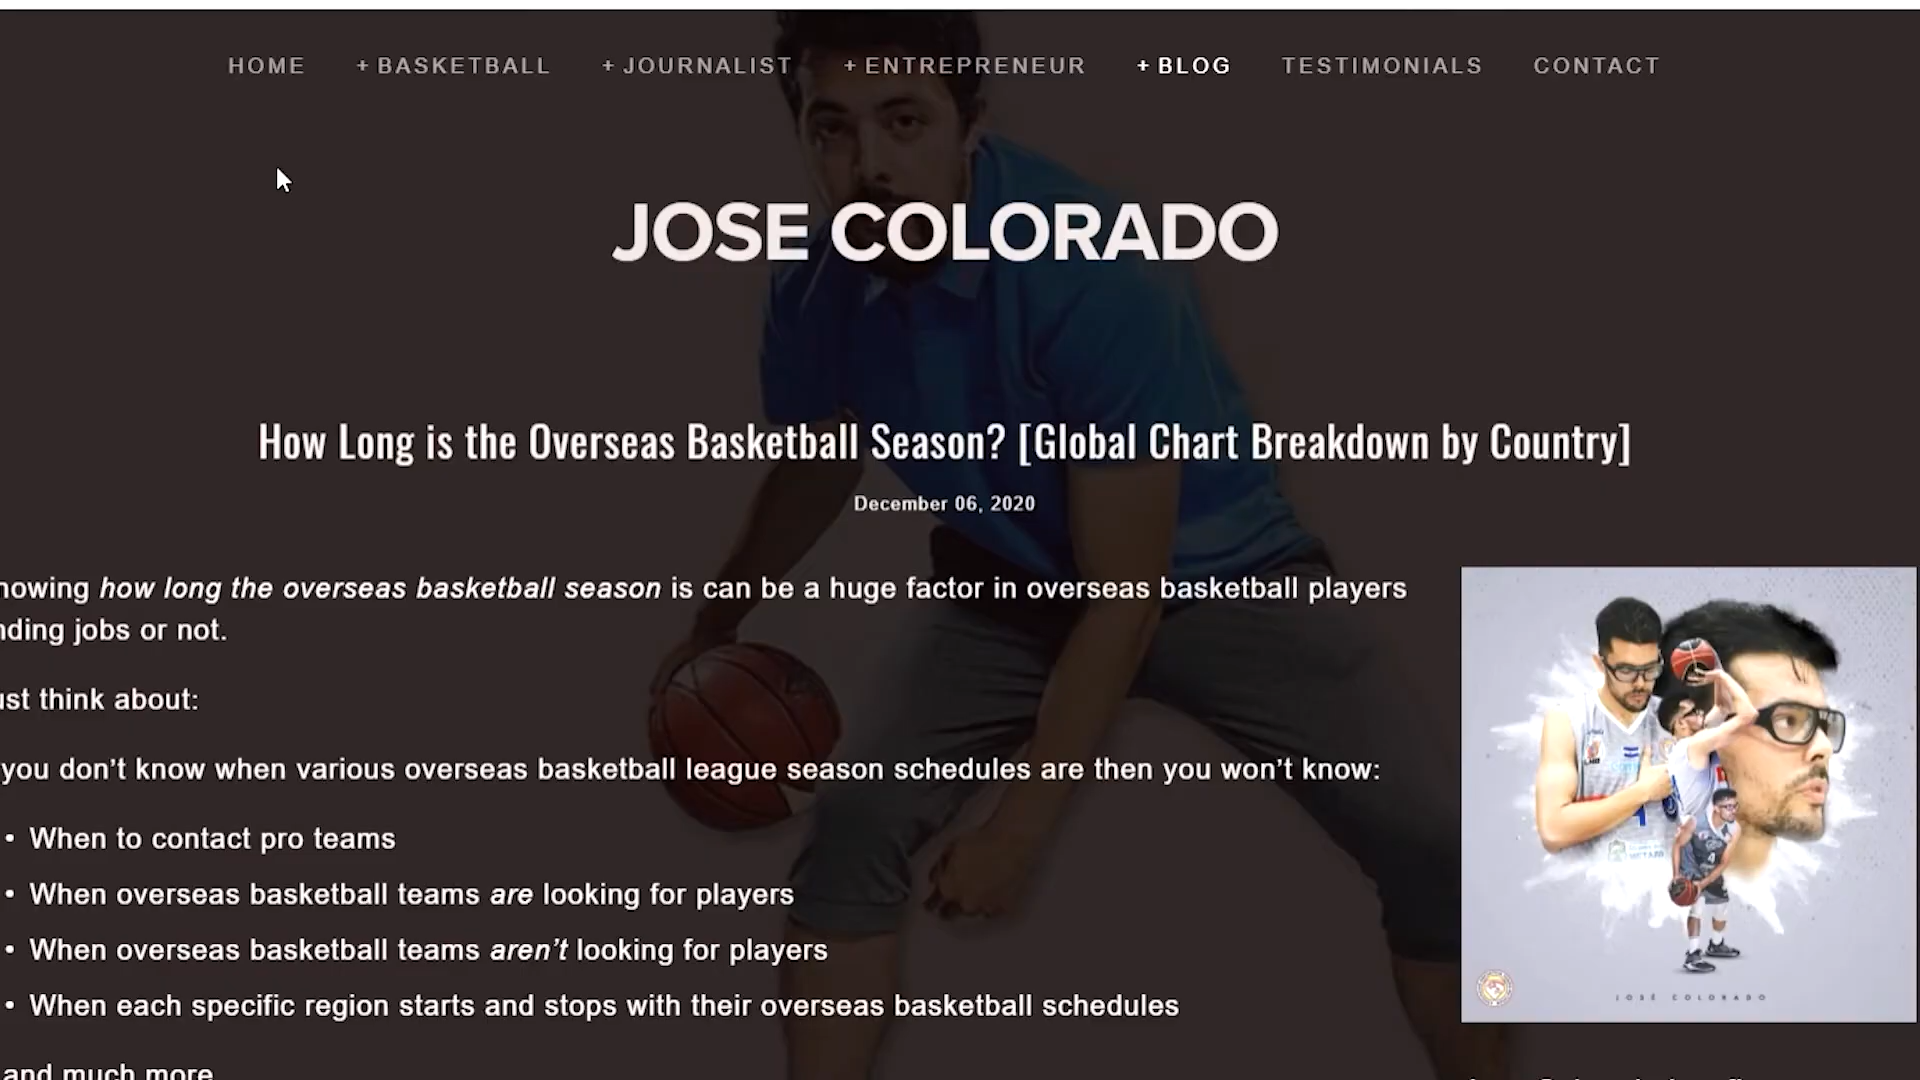 HOME + BASKETBALL + JOURNALIST + ENTREPRENEUR + BLOG TESTIMONIALS CONTACT
JOSE COLORADO
How Long is the Overseas Basketball Season? [Global Chart Breakdown by Country]
December 06, 2020
nowing how long the overseas basketball season is can be a huge factor in overseas basketball players
nding jobs or not.
ust think about:
you don't know when various overseas basketball league season schedules are then you won't know:
• When to contact pro teams
• When overseas basketball teams are looking for players
• When overseas basketball teams aren't looking for players
• When each specific region starts and stops with their overseas basketball schedules
and much more
JOSÉ COLORADO